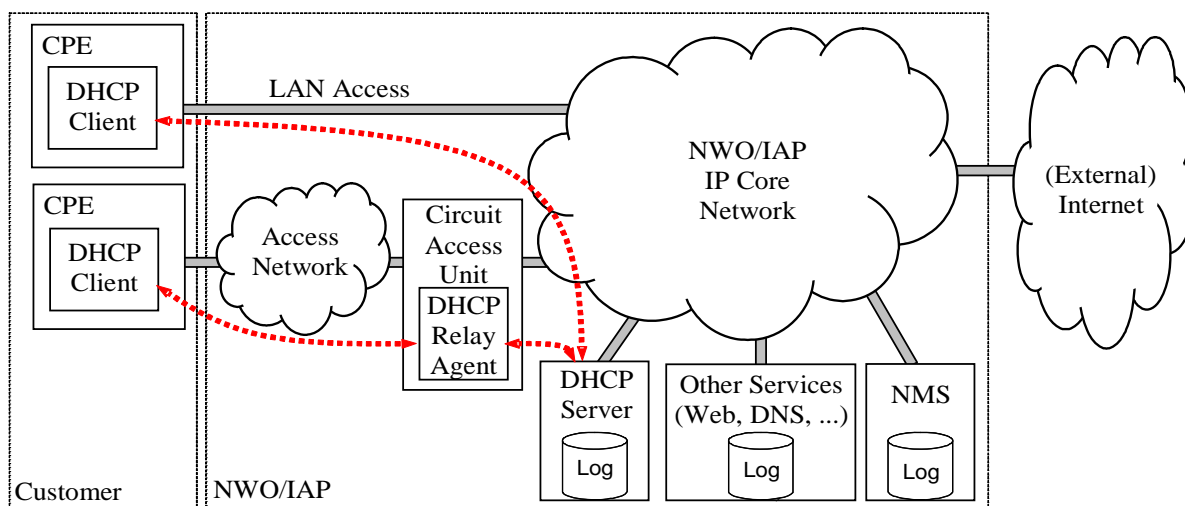 CPE
DHCP
Client
LAN Access
CPE
DHCP
Client
Access
Network
Circuit
Access
Unit
DHCP
Relay
Agent
NWO/IAP
IP Core
Network
(External)
Internet
DHCP
Server
Log
Other Services
(Web, DNS, ...)
Log
NMS
Log
Customer
NWO/IAP